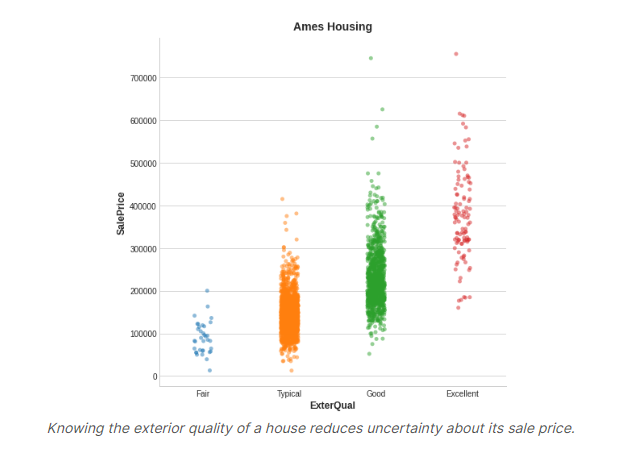 Ames Housing
SalePrice
700000
600000
500000
400000
300000
200000
100000
0
Fair Typical Good Excellent
ExterQual
Knowing the exterior quality of a house reduces uncertainty about its sale price.